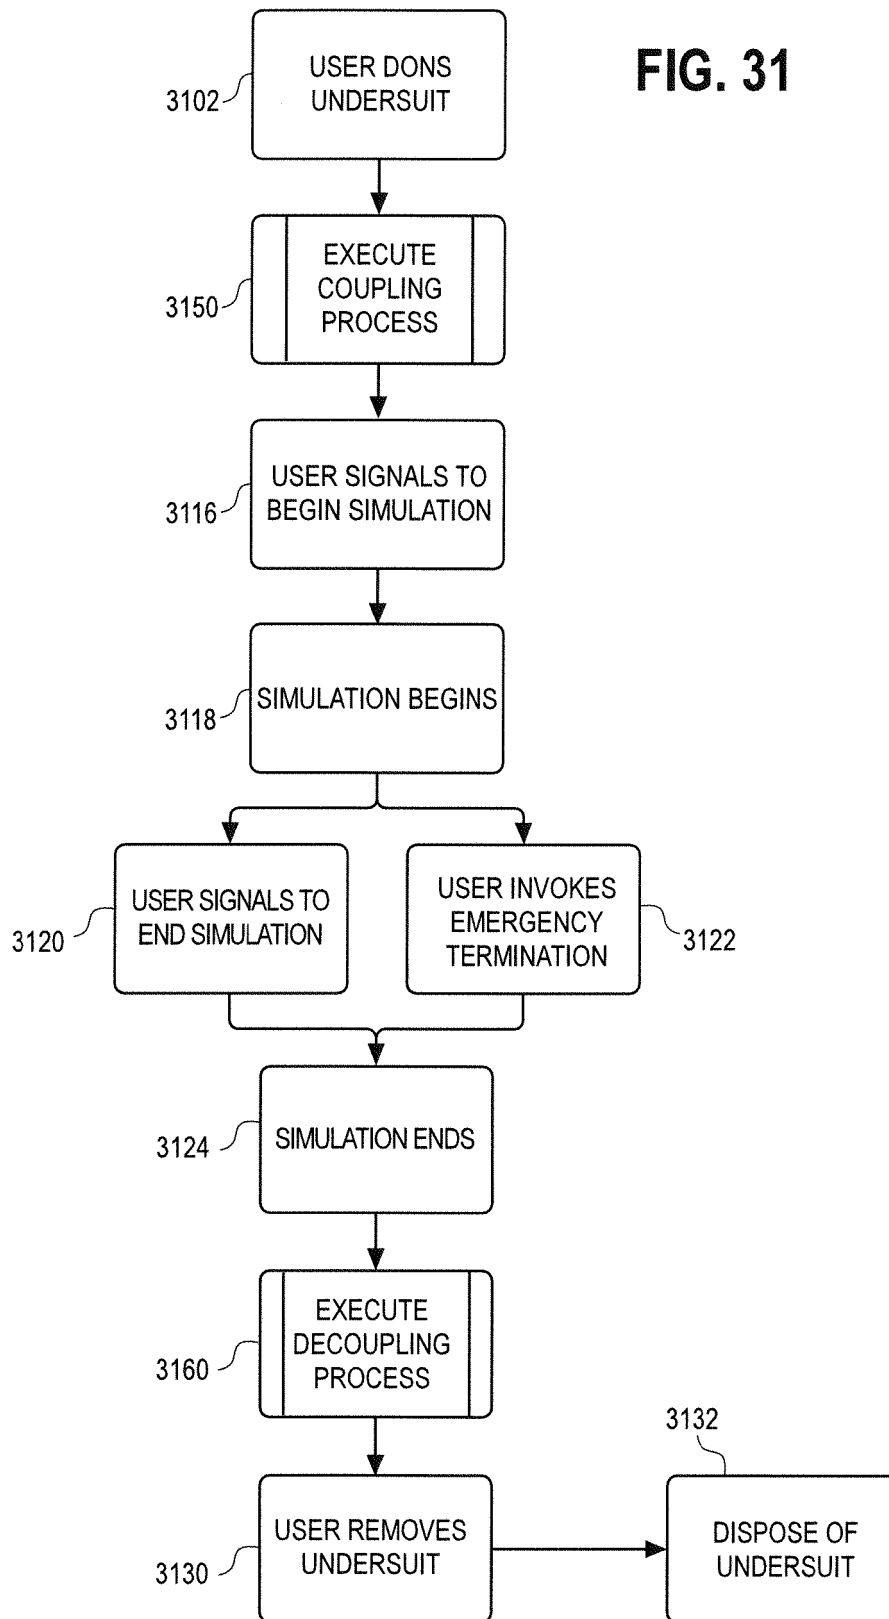 FIG. 31
USER DONS
UNDERSUIT
3102
EXECUTE
COUPLING
PROCESS
3150
USER SIGNALS TO
BEGIN SIMULATION
3116
SIMULATION BEGINS
3118
USER SIGNALS TO
END SIMULATION
3120
USER INVOKES
EMERGENCY
TERMINATION
3122
SIMULATION ENDS
3124
EXECUTE
DECOUPLING
PROCESS
3160
USER REMOVES
UNDERSUIT
3130
3132
DISPOSE OF
UNDERSUIT